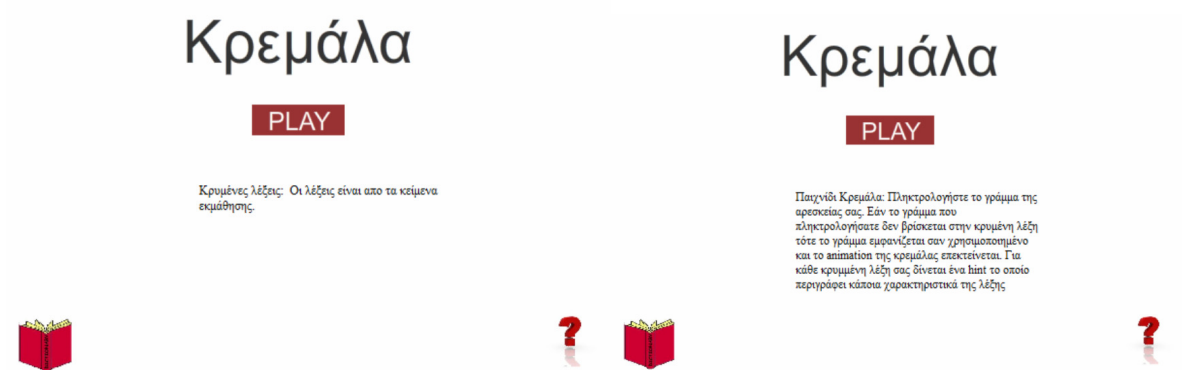 Κρεμάλα
PLAY
Κρυμένες λέξεις: Οι λέξεις είναι απο τα κείμενα
εκμάθησης.
Κρεμάλα
PLAY
Παιχνίδι Κρεμάλα: Πληκτρολογήστε το γράμμα της
αρεσκείας σας. Εάν το γράμμα που
πληκτρολογήσατε δεν βρίσκεται στην κρυμένη λέξη
τότε το γράμμα εμφανίζεται σαν χρησιμοποιημένο
και το animation της κρεμάλας επεκτείνεται. Για
κάθε κρυμμένη λέξη σας δίνεται ένα hint το οποίο
περιγράφει κάποια χαρακτηριστικά της λέξης